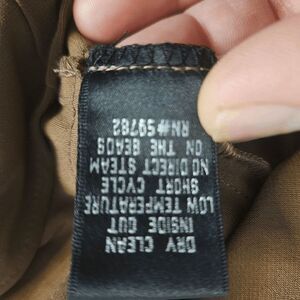 DRY CLEAN
INSIDE OUT
LOW TEMPERATURE
SHORT CYCLE
NO DIRECT STEAM
ON THE BEADS
RN#59782